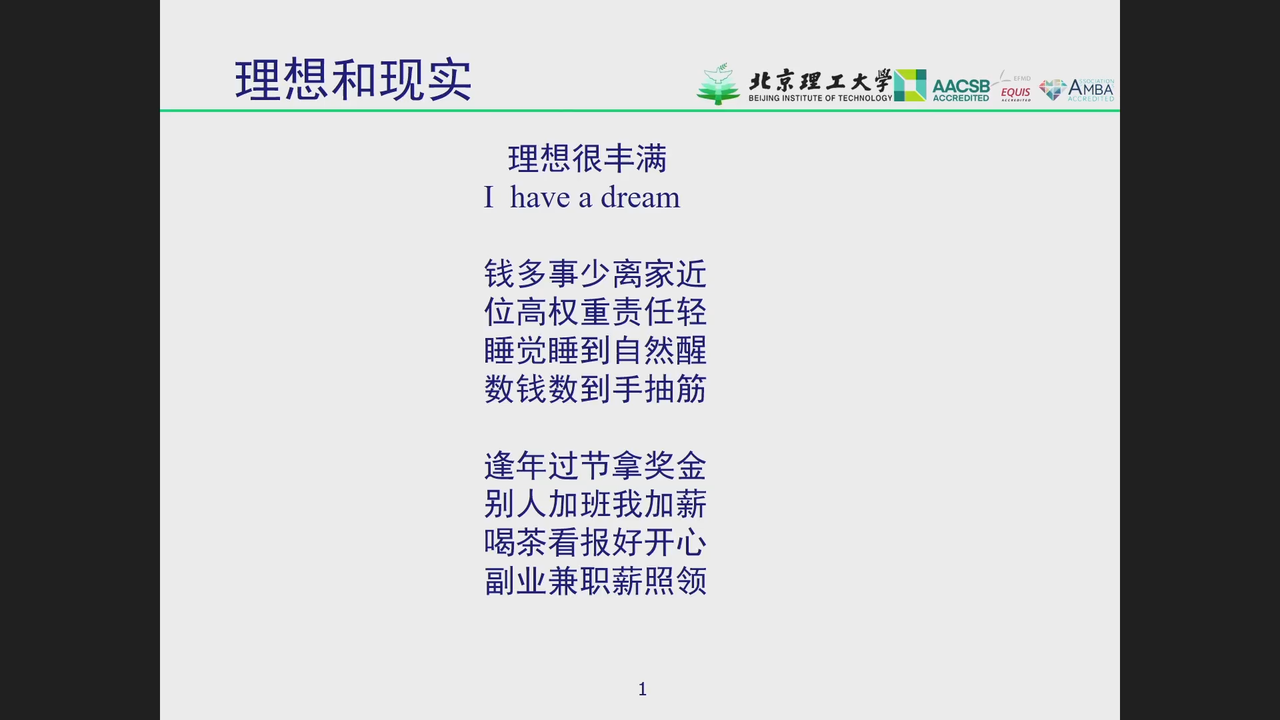 理想和现实
北京理工大学
BEIJING INSTITUTE OF TECHNOLOGY
AACSB
ACCREDITED
EFMD
EQUIS
ACCREDITED
ASSOCIATION
AMBA
ACCREDITED
理想很丰满
I have a dream
钱多事少离家近
位高权重责任轻
睡觉睡到自然醒
数钱数到手抽筋
逢年过节拿奖金
别人加班我加薪
喝茶看报好开心
副业兼职薪照领
1